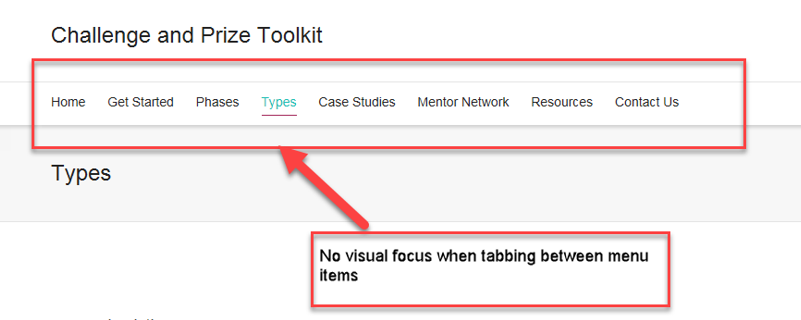 Challenge and Prize Toolkit
Home Get Started Phases Types Case Studies Mentor Network Resources Contact Us
Types
No visual focus when tabbing between menu
items